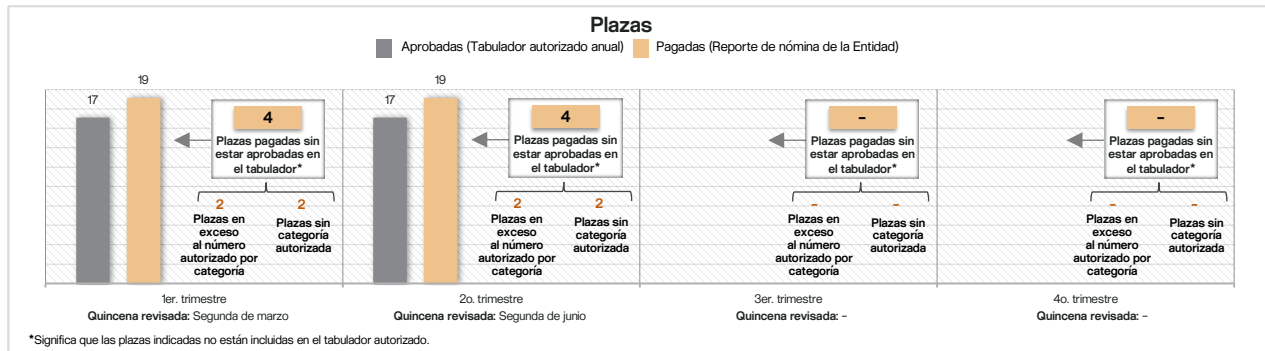 Plazas
Aprobadas (Tabulador autorizado anual) Pagadas (Reporte de nómina de la Entidad)
17
19
4
Plazas pagadas sin
estar aprobadas en
el tabulador*
2
2
Plazas en
exceso
al número
autorizado por
categoría
Plazas sin
categoría
autorizada
1er. trimestre
Quincena revisada: Segunda de marzo
17
19
4
Plazas pagadas sin
estar aprobadas en
el tabulador*
2
2
Plazas en
exceso
al número
autorizado por
categoría
Plazas sin
categoría
autorizada
2o. trimestre
Quincena revisada: Segunda de junio
-
Plazas pagadas sin
estar aprobadas en
el tabulador*
-
-
Plazas en
exceso
al número
autorizado por
categoría
Plazas sin
categoría
autorizada
3er. trimestre
Quincena revisada: -
-
Plazas pagadas sin
estar aprobadas en
el tabulador*
-
-
Plazas en
exceso
al número
autorizado por
categoría
Plazas sin
categoría
autorizada
4o. trimestre
Quincena revisada: -
*Significa que las plazas indicadas no están incluidas en el tabulador autorizado.